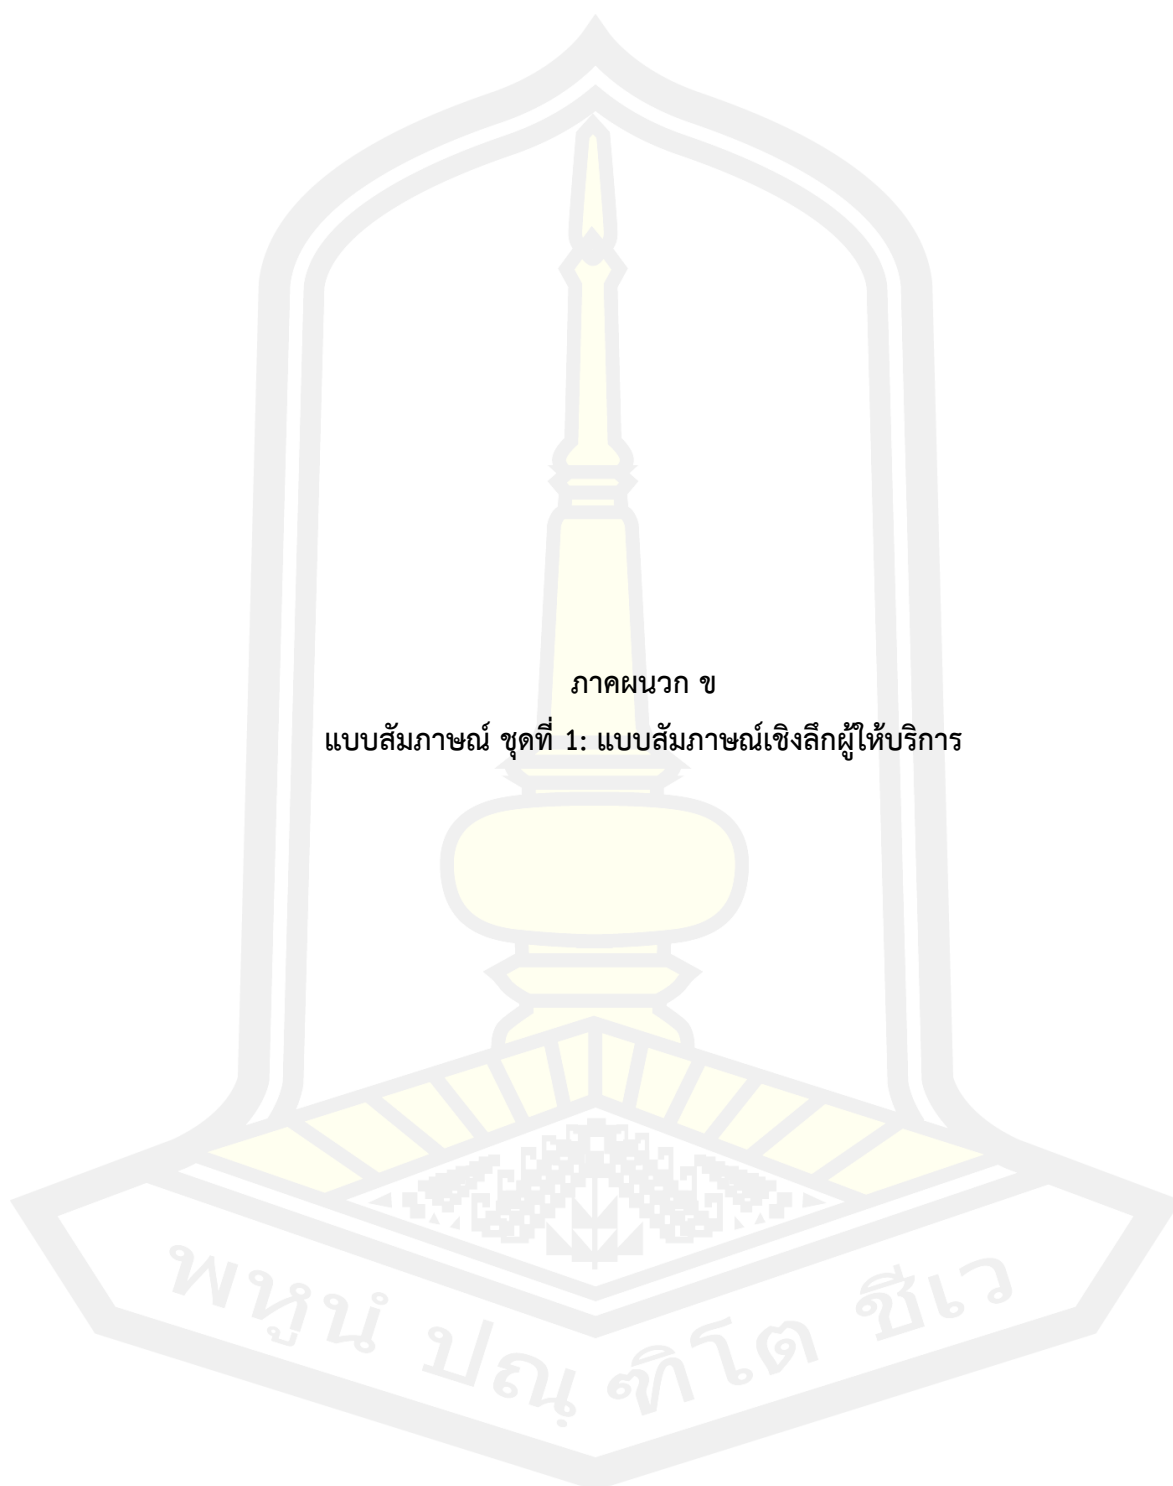 ภาคผนวก ข
แบบสัมภาษณ์ ชุดที่ 1: แบบสัมภาษณ์เชิงลึกผู้ให้บริการ
พหูนํ ปณฺฑิโต ชีเว